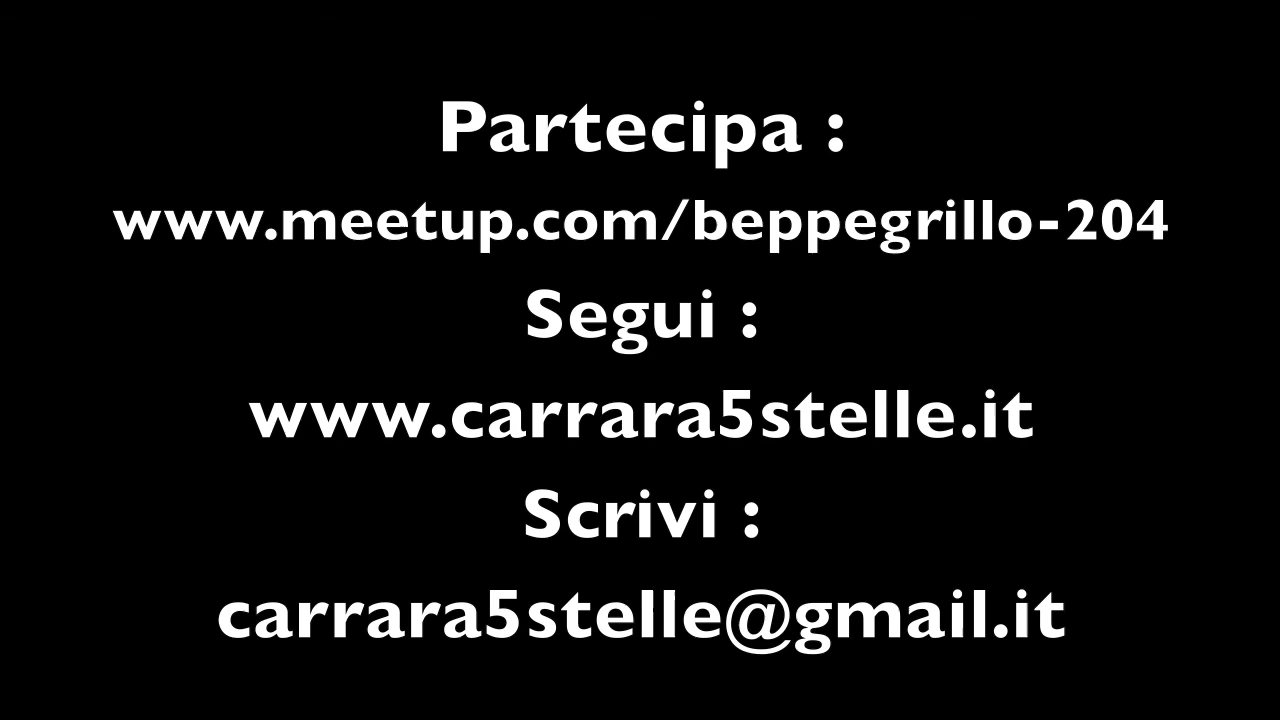 Partecipa :
www.meetup.com/beppegrillo-204
Segui :
www.carrara5stelle.it
Scrivi :
carrara5stelle@gmail.it